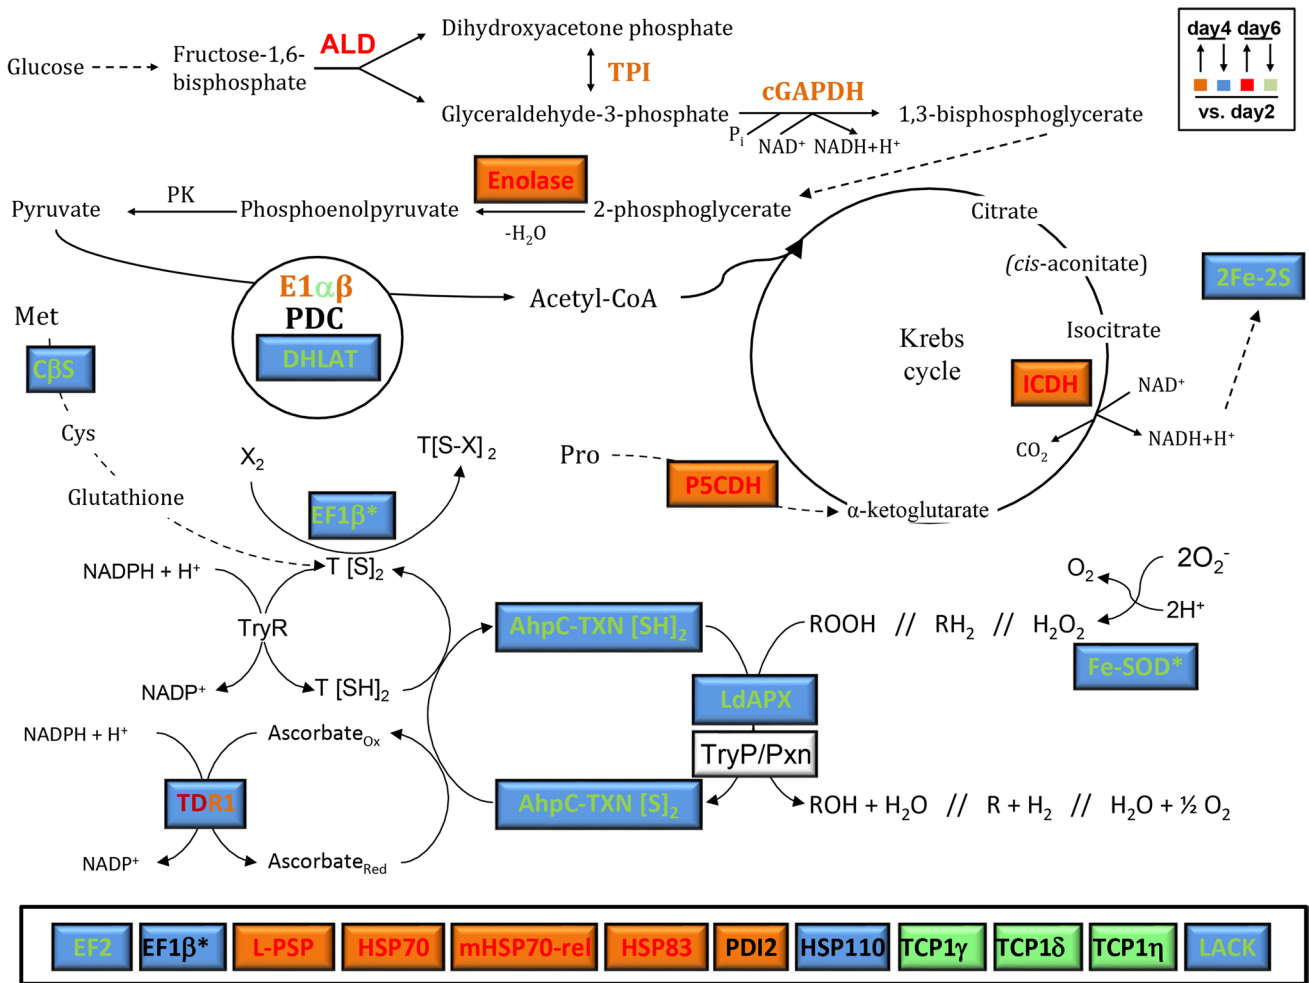 Dihydroxyacetone phosphate
day4 day6
vs. day2
Glucose
Fructose-1,6-
bisphosphate
ALD
TPI
cGAPDH
Glyceraldehyde-3-phosphate
1,3-bisphosphoglycerate
Pi
NAD⁺
NADH+H⁺
Enolase
PK
Pyruvate
Phosphoenolpyruvate
2-phosphoglycerate
-H₂O
Citrate
(cis-aconitate)
2Fe-2S
E1αβ
PDC
DHLAT
Acetyl-CoA
Met
CβS
Krebs
cycle
Isocitrate
ICDH
NAD⁺
CO₂
NADH+H⁺
Cys
X₂
T[S-X]₂
Pro
P5CDH
Glutathione
EF1β*
α-ketoglutarate
NADPH + H⁺
T [S]₂
O₂
2O₂⁻
2H⁺
TryR
AhpC-TXN [SH]₂
ROOH // RH₂ // H₂O₂
Fe-SOD*
NADP⁺
T [SH]₂
LdAPX
NADPH + H⁺
AscorbateOx
TryP/Pxn
TDR1
AhpC-TXN [S]₂
ROH + H₂O // R + H₂ // H₂O + ½ O₂
NADP⁺
AscorbateRed
EF2 EF1β* L-PSP HSP70 mHSP70-rel HSP83 PDI2 HSP110 TCP1γ TCP1δ TCP1η LACK